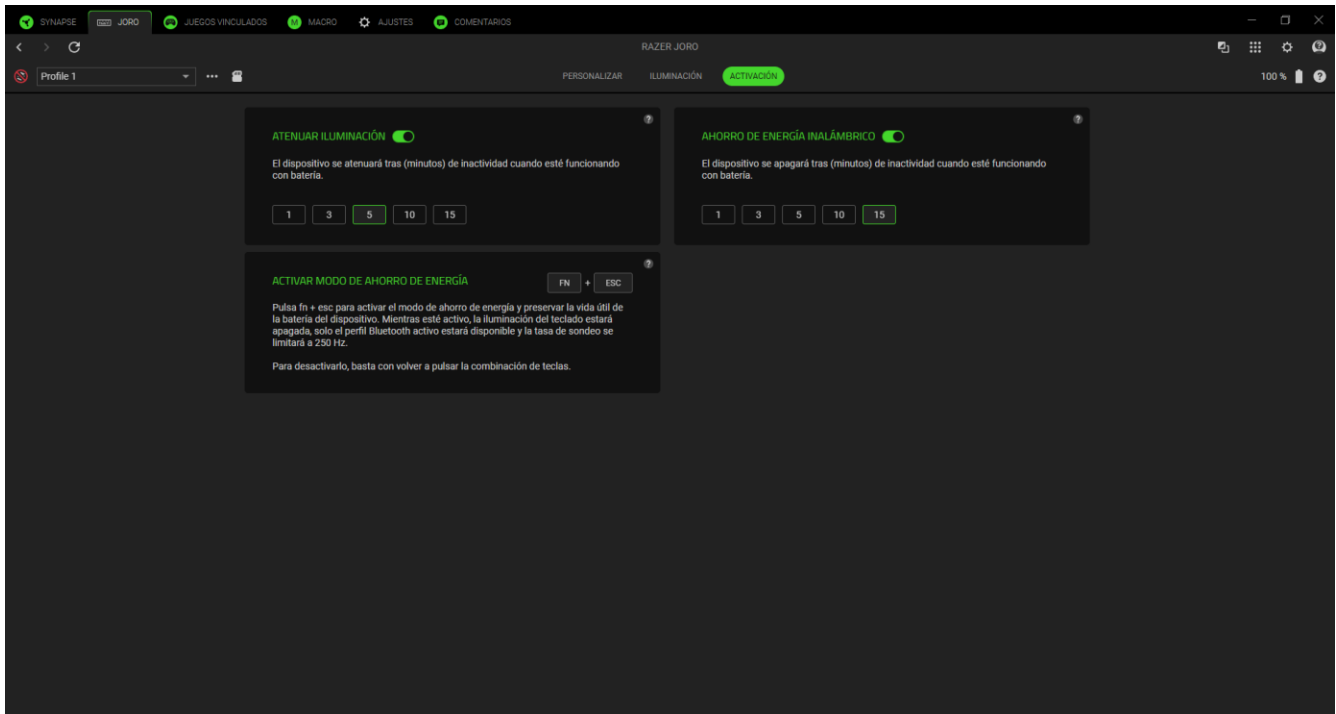 SYNAPSE JORO JUEGOS VINCULADOS M MACRO AJUSTES COMENTARIOS
RAZER JORO
Profile 1 PERSONALIZAR ILUMINACIÓN ACTIVACIÓN 100 %
ATENUAR ILUMINACIÓN
El dispositivo se atenuará tras (minutos) de inactividad cuando esté funcionando
con batería.
1 3 5 10 15
AHORRO DE ENERGÍA INALÁMBRICO
El dispositivo se apagará tras (minutos) de inactividad cuando esté funcionando
con batería.
1 3 5 10 15
ACTIVAR MODO DE AHORRO DE ENERGÍA FN + ESC
Pulsa fn + esc para activar el modo de ahorro de energía y preservar la vida útil de
la batería del dispositivo. Mientras esté activo, la iluminación del teclado estará
apagada, solo el perfil Bluetooth activo estará disponible y la tasa de sondeo se
limitará a 250 Hz.
Para desactivarlo, basta con volver a pulsar la combinación de teclas.